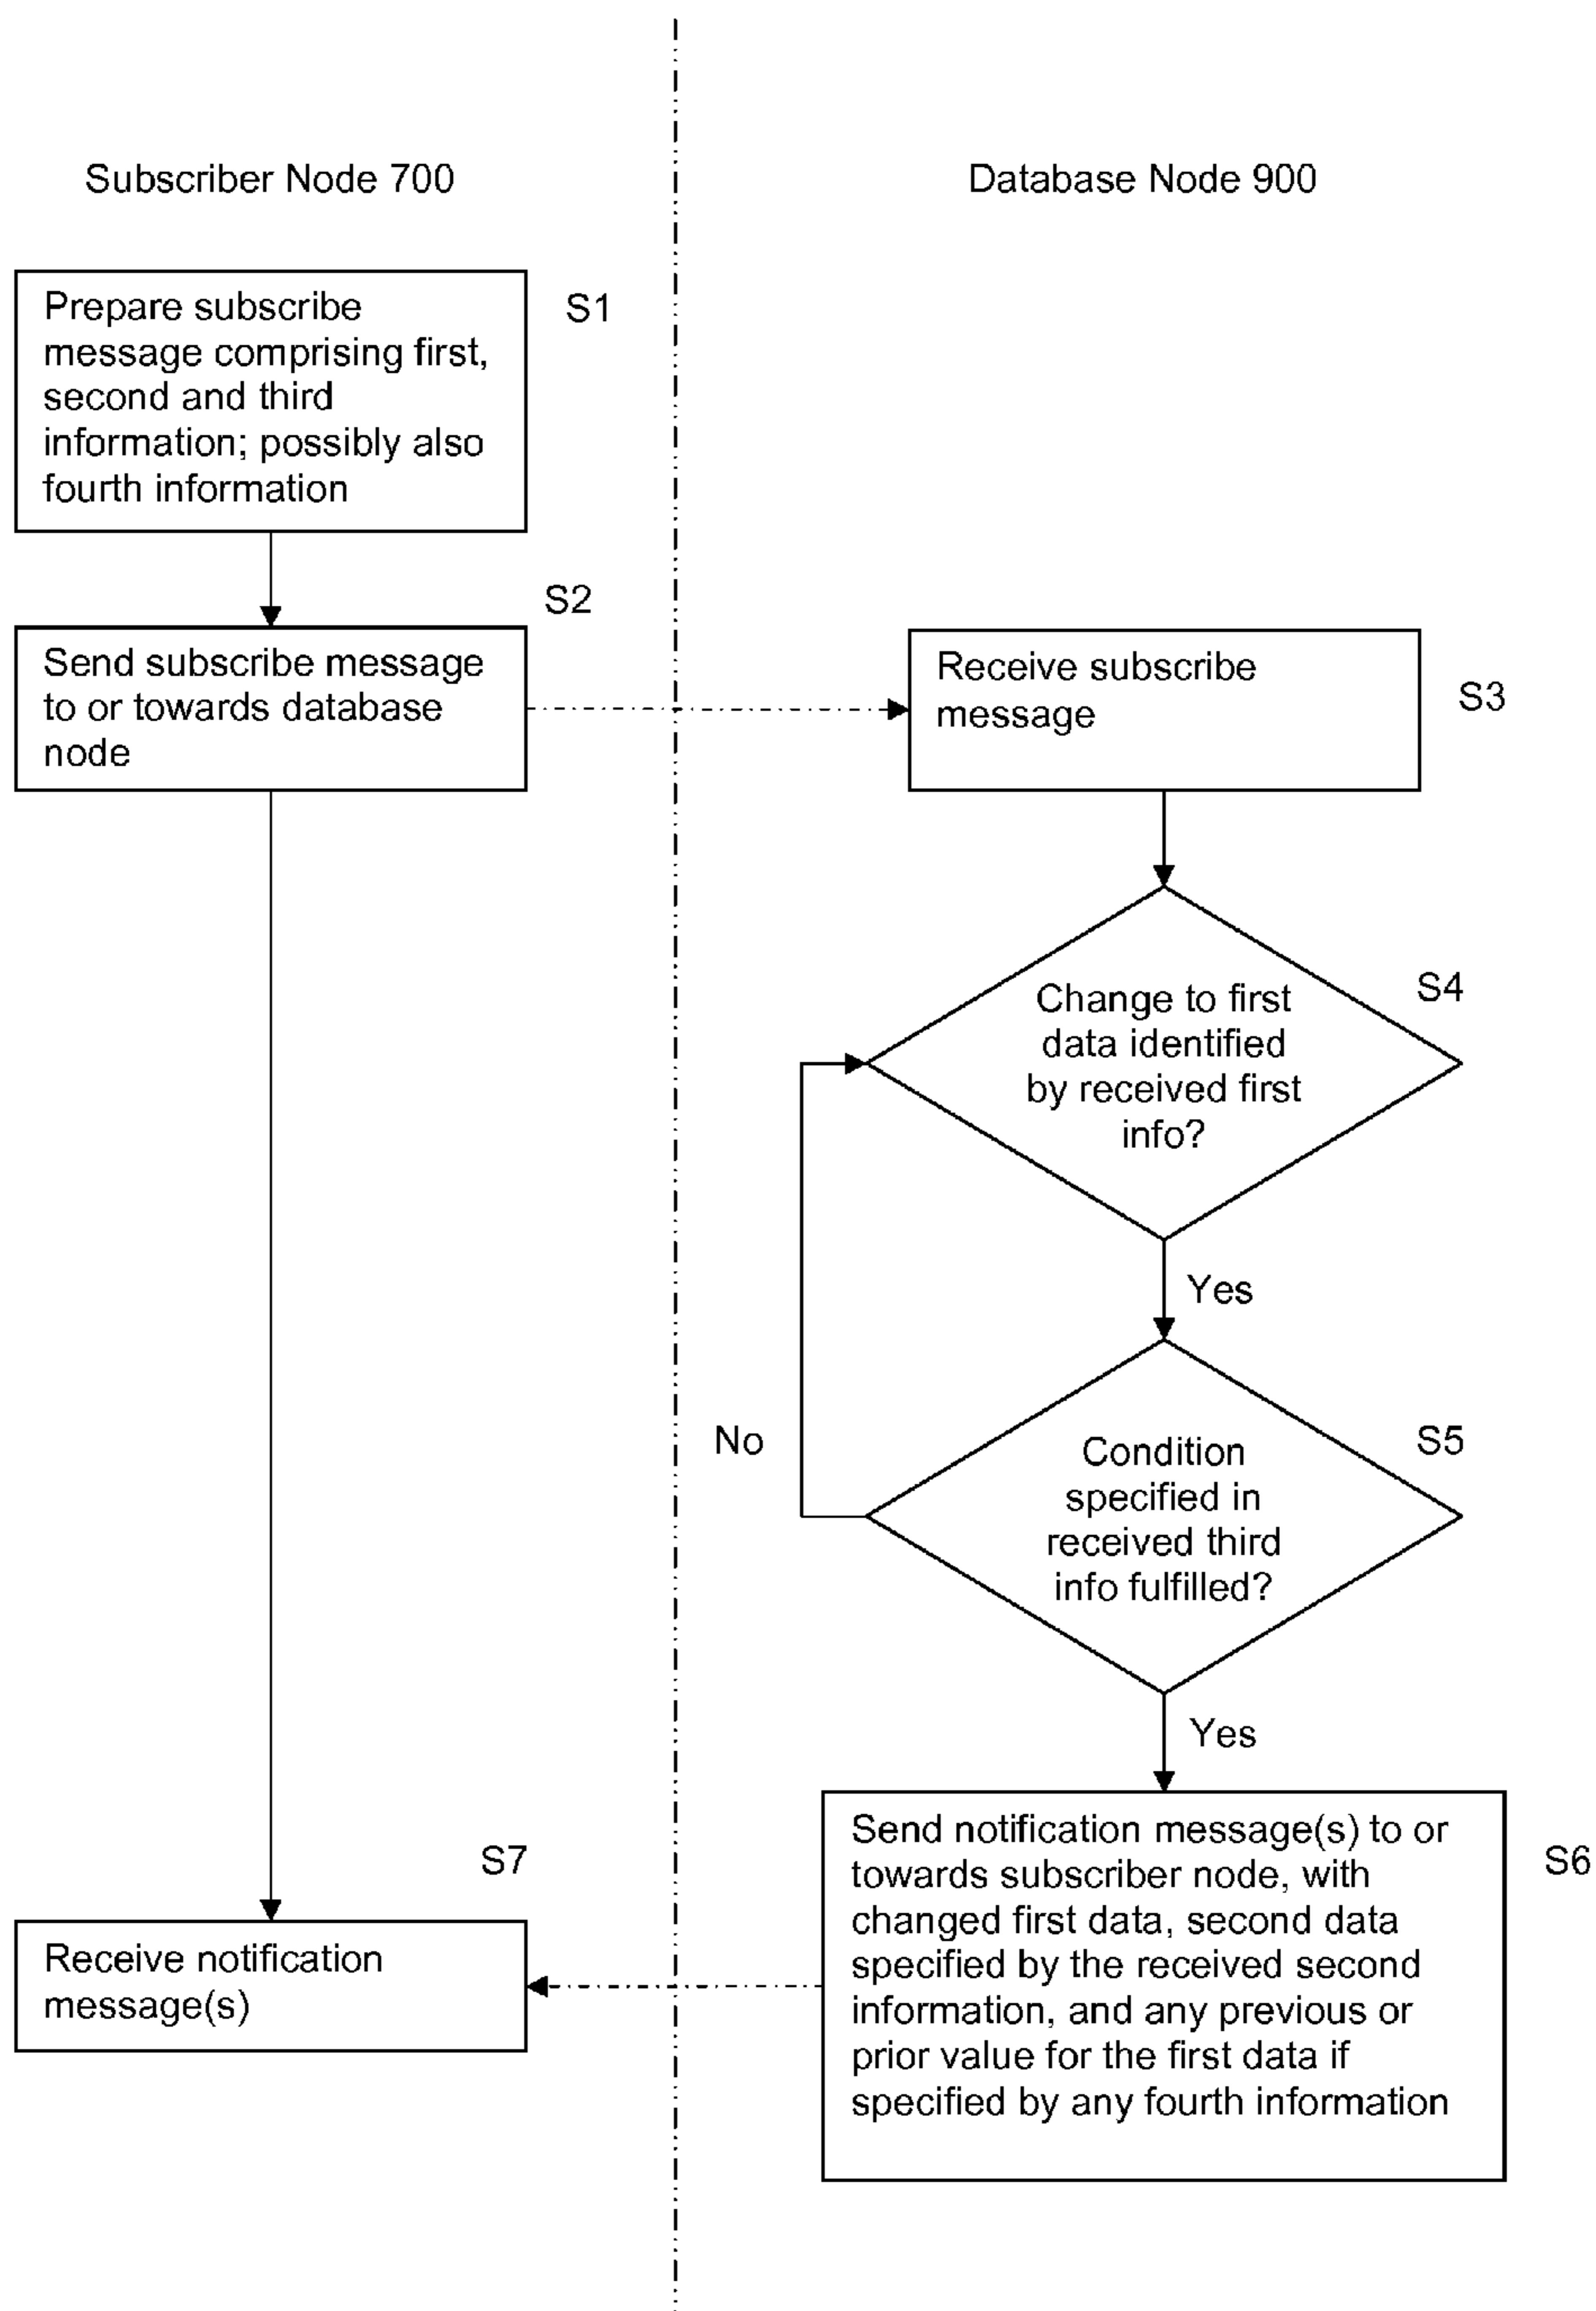 Subscriber Node 700
Database Node 900
Prepare subscribe
message comprising first,
second and third
information; possibly also
fourth information
S1
S2
Send subscribe message
to or towards database
node
Receive subscribe
message
S3
Change to first
data identified
by received first
info?
S4
Yes
No
Condition
specified in
received third
info fulfilled?
S5
Yes
Send notification message(s) to or
towards subscriber node, with
changed first data, second data
specified by the received second
information, and any previous or
prior value for the first data if
specified by any fourth information
S6
S7
Receive notification
message(s)